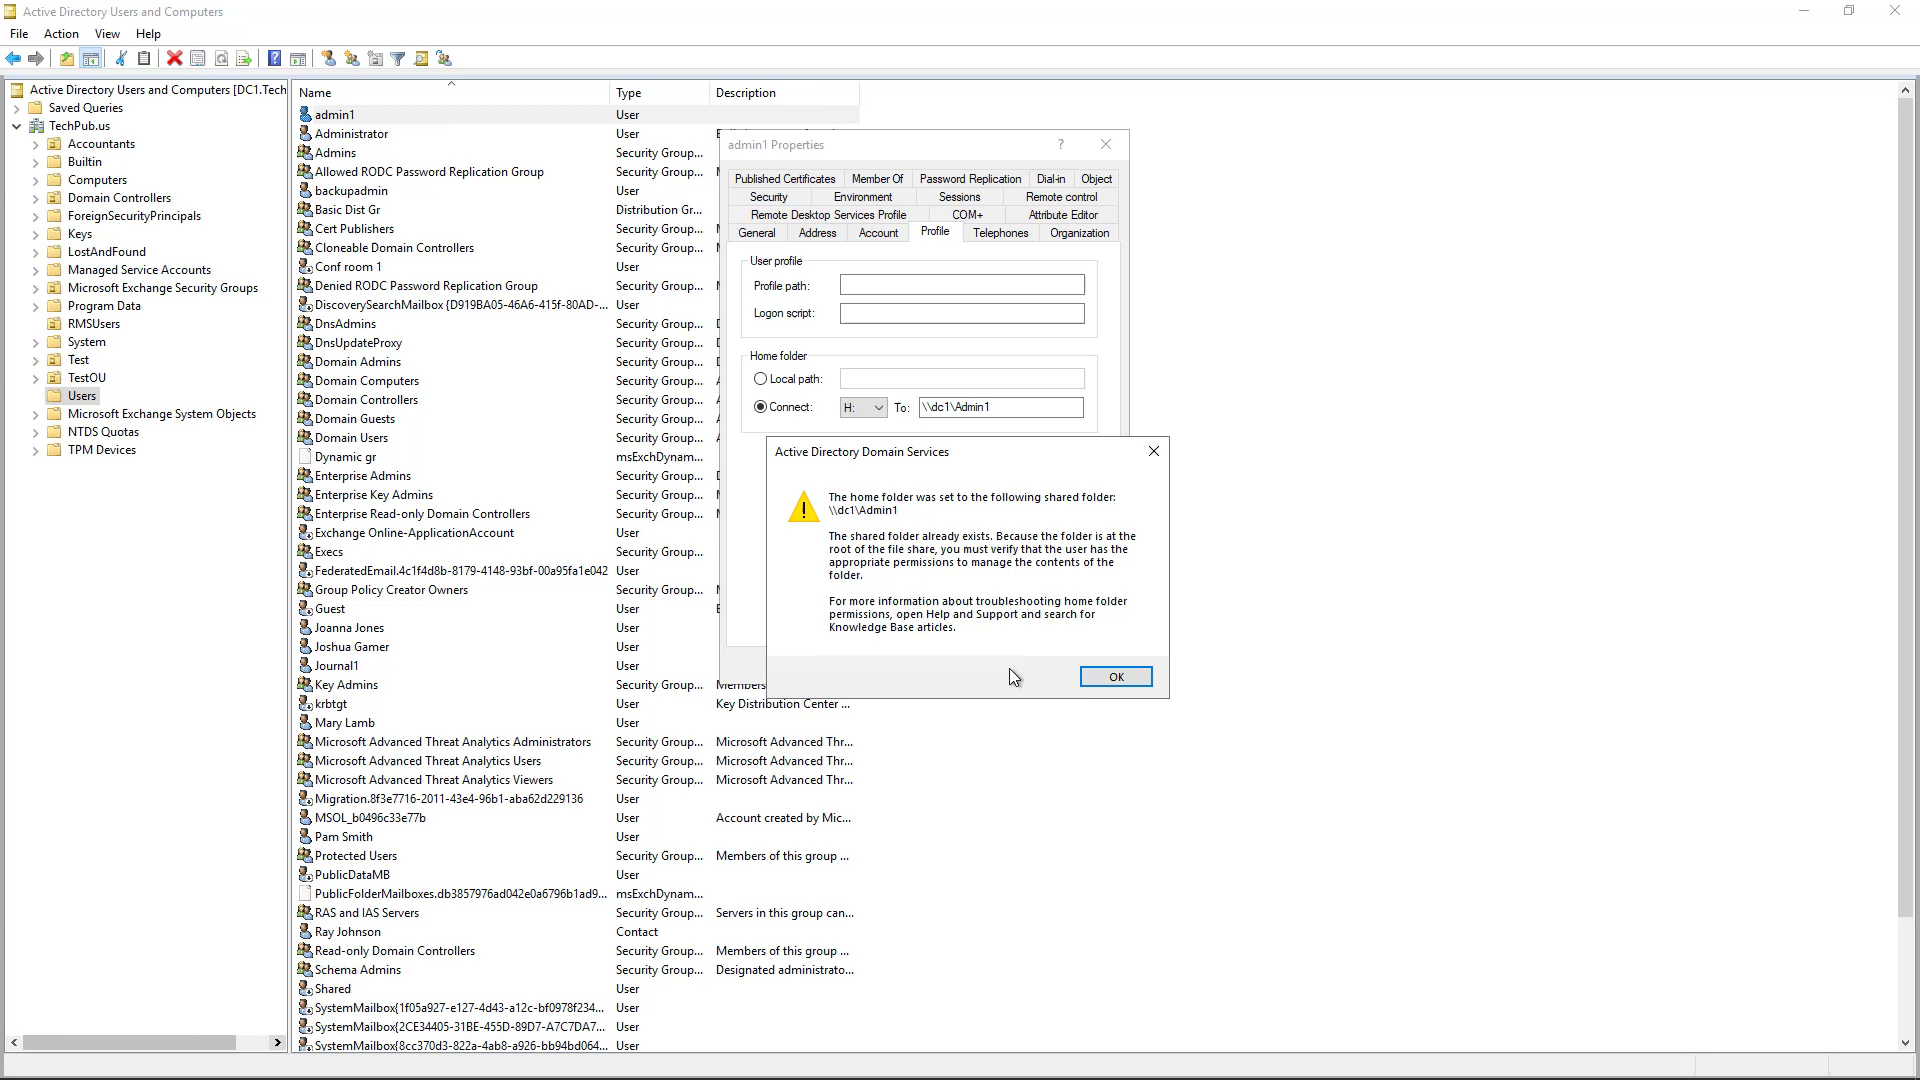 Active Directory Users and Computers
File Action View Help
Active Directory Users and Computers [DC1.Tech
Saved Queries
TechPub.us
Accountants
Builtin
Computers
Domain Controllers
ForeignSecurityPrincipals
Keys
LostAndFound
Managed Service Accounts
Microsoft Exchange Security Groups
Program Data
RMSUsers
System
Test
TestOU
Users
Microsoft Exchange System Objects
NTDS Quotas
TPM Devices
Name Type Description
admin1 User
Administrator User
Admins Security Group...
Allowed RODC Password Replication Group Security Group...
backupadmin User
Basic Dist Gr Distribution Gr...
Cert Publishers Security Group...
Cloneable Domain Controllers Security Group...
Conf room 1 User
Denied RODC Password Replication Group Security Group...
DiscoverySearchMailbox {D919BA05-46A6-415f-80AD-... User
DnsAdmins Security Group...
DnsUpdateProxy Security Group...
Domain Admins Security Group...
Domain Computers Security Group...
Domain Controllers Security Group...
Domain Guests Security Group...
Domain Users Security Group...
Dynamic gr msExchDynam...
Enterprise Admins Security Group...
Enterprise Key Admins Security Group...
Enterprise Read-only Domain Controllers Security Group...
Exchange Online-ApplicationAccount User
Execs Security Group...
FederatedEmail.4c1f4d8b-8179-4148-93bf-00a95fa1e042 User
Group Policy Creator Owners Security Group...
Guest User
Joanna Jones User
Joshua Gamer User
Journal1 User
Key Admins Security Group... Members
krbtgt User Key Distribution Center ...
Mary Lamb User
Microsoft Advanced Threat Analytics Administrators Security Group... Microsoft Advanced Thr...
Microsoft Advanced Threat Analytics Users Security Group... Microsoft Advanced Thr...
Microsoft Advanced Threat Analytics Viewers Security Group... Microsoft Advanced Thr...
Migration.8f3e7716-2011-43e4-96b1-aba62d229136 User
MSOL_b0496c33e77b User Account created by Mic...
Pam Smith User
Protected Users Security Group... Members of this group ...
PublicDataMB User
PublicFolderMailboxes.db3857976ad042e0a6796b1ad9... msExchDynam...
RAS and IAS Servers Security Group... Servers in this group can...
Ray Johnson Contact
Read-only Domain Controllers Security Group... Members of this group ...
Schema Admins Security Group... Designated administrato...
Shared User
SystemMailbox{1f05a927-e127-4d43-a12c-bf0978f234... User
SystemMailbox{2CE34405-31BE-455D-89D7-A7C7DA7... User
SystemMailbox{8cc370d3-822a-4ab8-a926-bb94bd064... User
admin1 Properties ?
Published Certificates Member Of Password Replication Dial-in Object
Security Environment Sessions Remote control
Remote Desktop Services Profile COM+ Attribute Editor
General Address Account Profile Telephones Organization
User profile
Profile path:
Logon script:
Home folder
Local path:
Connect: H: To: \\dc1\Admin1
Active Directory Domain Services
The home folder was set to the following shared folder:
\\dc1\Admin1
The shared folder already exists. Because the folder is at the
root of the file share, you must verify that the user has the
appropriate permissions to manage the contents of the
folder.
For more information about troubleshooting home folder
permissions, open Help and Support and search for
Knowledge Base articles.
OK